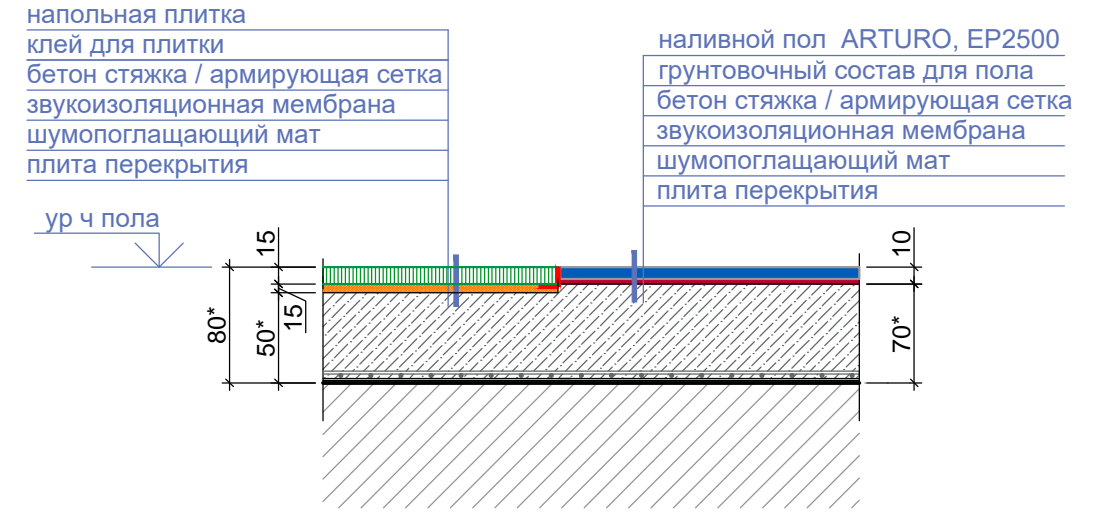 напольная плитка
клей для плитки
бетон стяжка / армирующая сетка
звукоизоляционная мембрана
шумопоглащающий мат
плита перекрытия
наливной пол ARTURO, EP2500
грунтовочный состав для пола
бетон стяжка / армирующая сетка
звукоизоляционная мембрана
шумопоглащающий мат
плита перекрытия
ур ч пола
15
10
80*
50*
15
70*